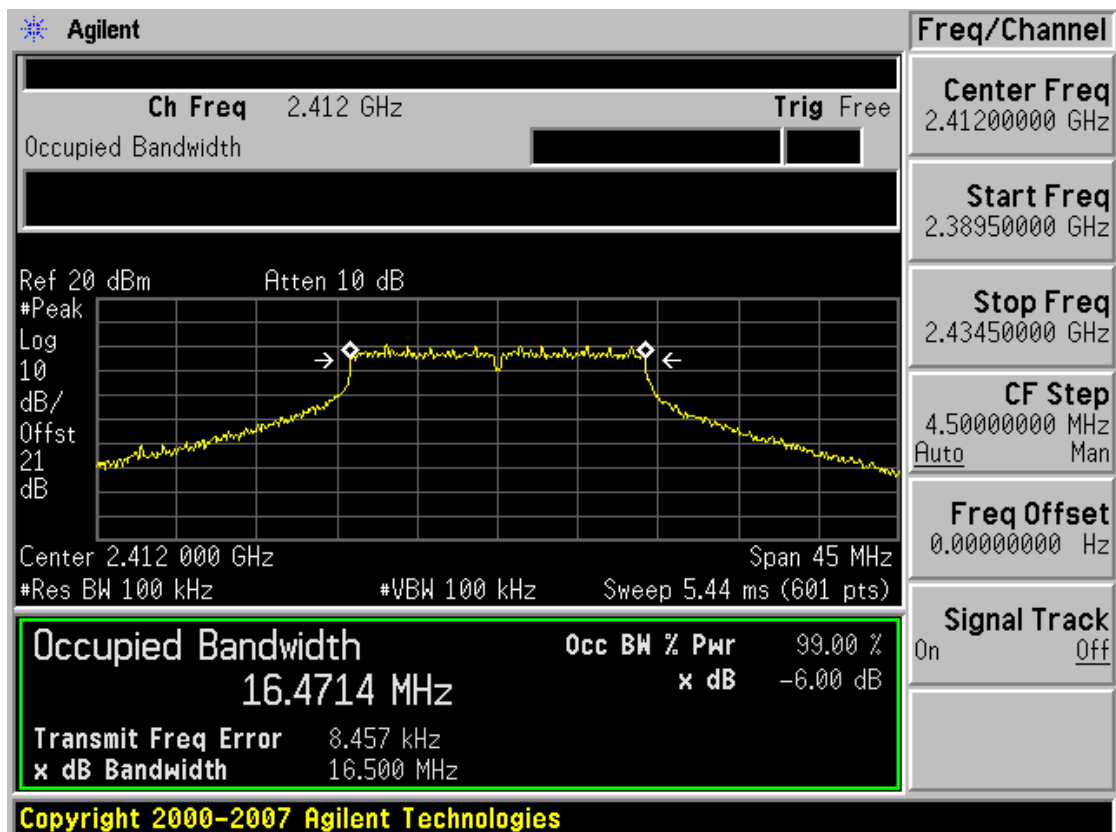 Agilent
Freq/Channel
Ch Freq 2.412 GHz Trig Free
Occupied Bandwidth
Center Freq
2.41200000 GHz
Start Freq
2.38950000 GHz
Stop Freq
2.43450000 GHz
CF Step
4.50000000 MHz
Auto Man
Freq Offset
0.00000000 Hz
Signal Track
On Off
Ref 20 dBm Atten 10 dB
#Peak
Log
10
dB/
Offst
21
dB
Center 2.412 000 GHz Span 45 MHz
#Res BW 100 kHz #VBW 100 kHz Sweep 5.44 ms (601 pts)
Occupied Bandwidth
16.4714 MHz
Occ BW % Pwr 99.00 %
x dB -6.00 dB
Transmit Freq Error 8.457 kHz
x dB Bandwidth 16.500 MHz
Copyright 2000-2007 Agilent Technologies